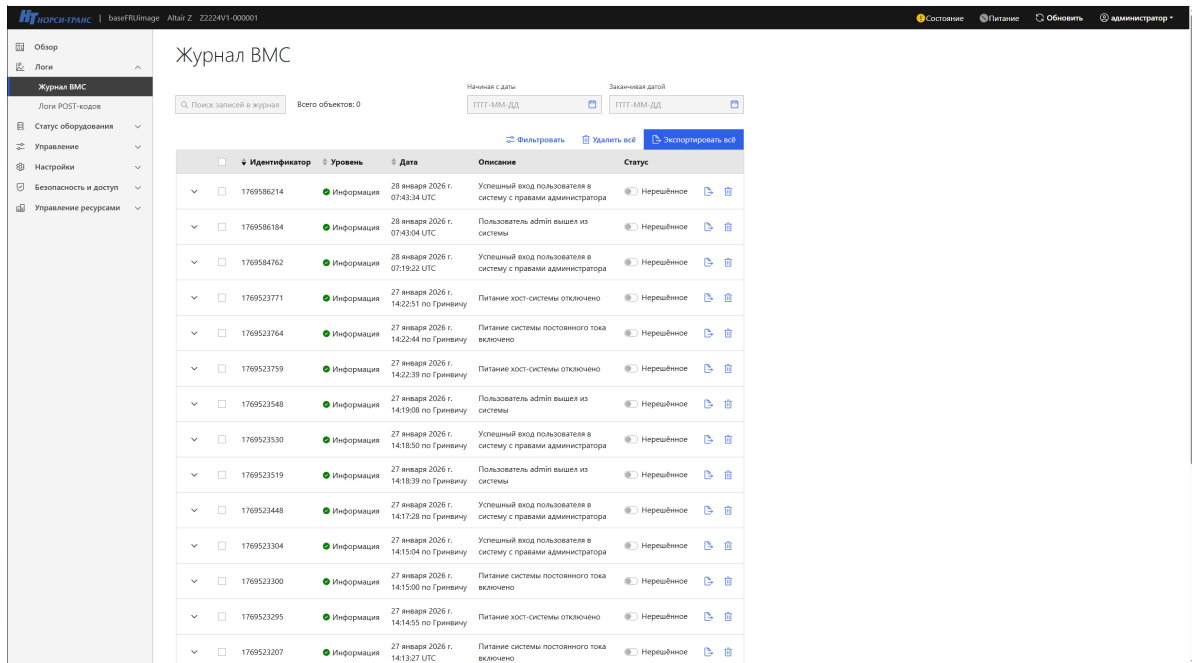 НТ НОРСИ-ТРАНС | baseFRUimage Altair Z Z2224V1-000001 Состояние Питание Обновить администратор
Обзор
Логи
Журнал BMC
Логи POST-кодов
Статус оборудования
Управление
Настройки
Безопасность и доступ
Управление ресурсами
Журнал BMC
Начиная с даты Заканчивая датой
Поиск записей в журнал Всего объектов: 0 ГГГГ-ММ-ДД ГГГГ-ММ-ДД
Фильтровать Удалить всё Экспортировать всё
Идентификатор Уровень Дата Описание Статус
1769586214 Информация 28 января 2026 г. 07:43:34 UTC Успешный вход пользователя в систему с правами администратора Нерешённое
1769586184 Информация 28 января 2026 г. 07:43:04 UTC Пользователь admin вышел из системы Нерешённое
1769584762 Информация 28 января 2026 г. 07:19:22 UTC Успешный вход пользователя в систему с правами администратора Нерешённое
1769523771 Информация 27 января 2026 г. 14:22:51 по Гринвичу Питание хост-системы отключено Нерешённое
1769523764 Информация 27 января 2026 г. 14:22:44 по Гринвичу Питание системы постоянного тока включено Нерешённое
1769523759 Информация 27 января 2026 г. 14:22:39 по Гринвичу Питание хост-системы отключено Нерешённое
1769523548 Информация 27 января 2026 г. 14:19:08 по Гринвичу Пользователь admin вышел из системы Нерешённое
1769523530 Информация 27 января 2026 г. 14:18:50 по Гринвичу Успешный вход пользователя в систему с правами администратора Нерешённое
1769523519 Информация 27 января 2026 г. 14:18:39 по Гринвичу Пользователь admin вышел из системы Нерешённое
1769523448 Информация 27 января 2026 г. 14:17:28 по Гринвичу Успешный вход пользователя в систему с правами администратора Нерешённое
1769523304 Информация 27 января 2026 г. 14:15:04 по Гринвичу Успешный вход пользователя в систему с правами администратора Нерешённое
1769523300 Информация 27 января 2026 г. 14:15:00 по Гринвичу Питание системы постоянного тока включено Нерешённое
1769523295 Информация 27 января 2026 г. 14:14:55 по Гринвичу Питание хост-системы отключено Нерешённое
1769523207 Информация 27 января 2026 г. 14:13:27 UTC Питание системы постоянного тока включено Нерешённое